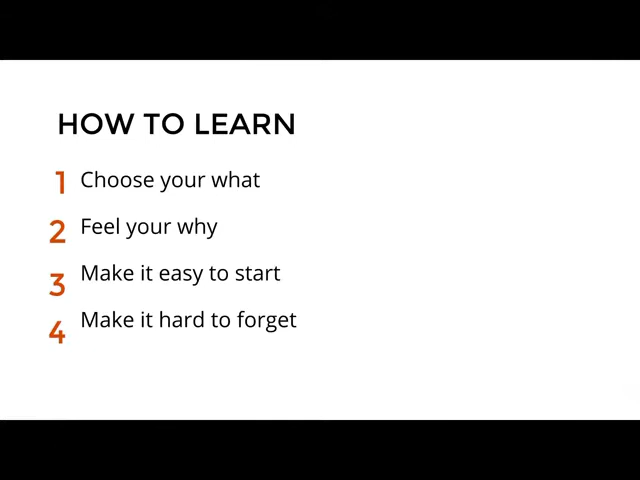 HOW TO LEARN
1 Choose your what
2 Feel your why
3 Make it easy to start
4 Make it hard to forget